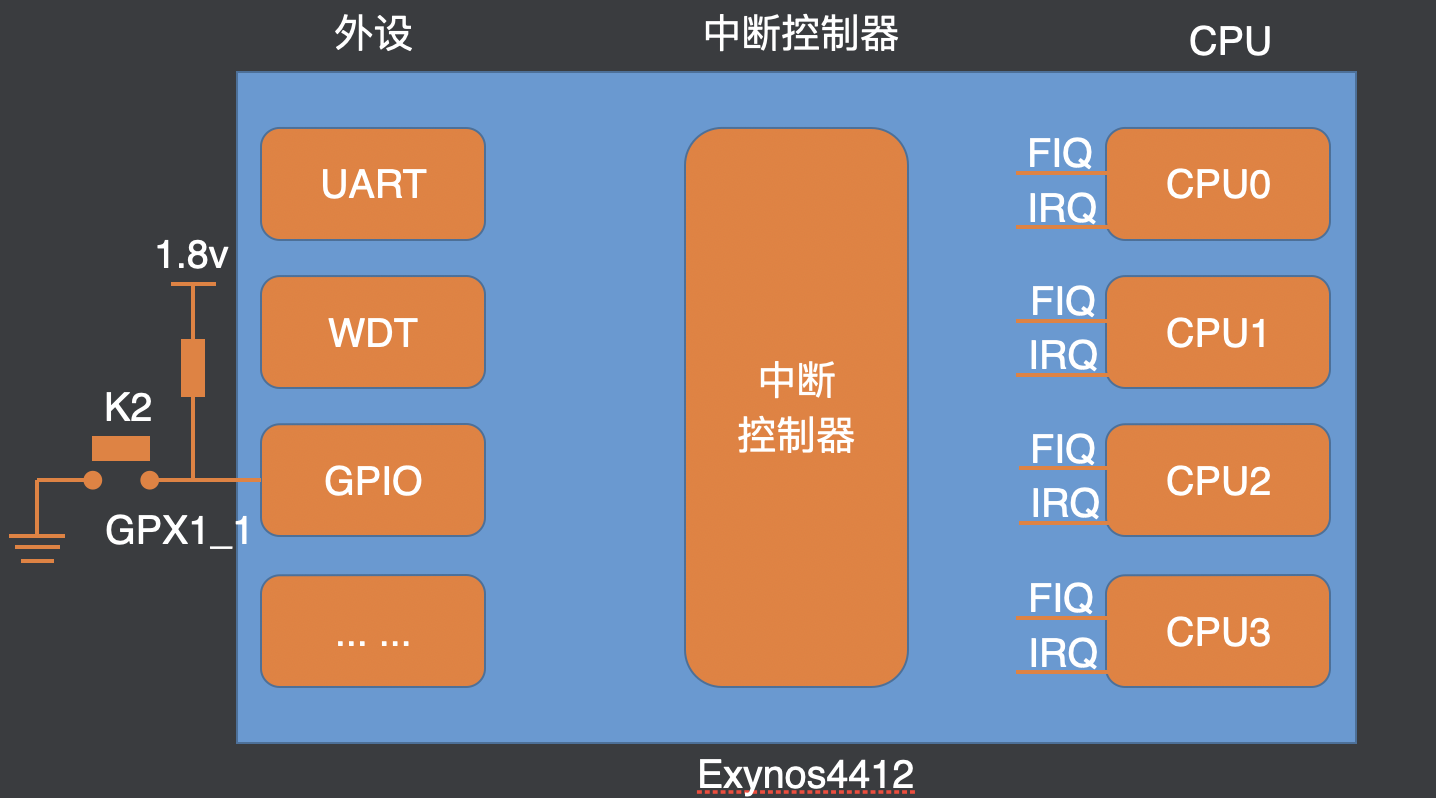 外设
中断控制器
CPU
UART
WDT
GPIO
... ...
1.8v
K2
GPX1_1
中断
控制器
FIQ
IRQ
CPU0
FIQ
IRQ
CPU1
FIQ
IRQ
CPU2
FIQ
IRQ
CPU3
Exynos4412